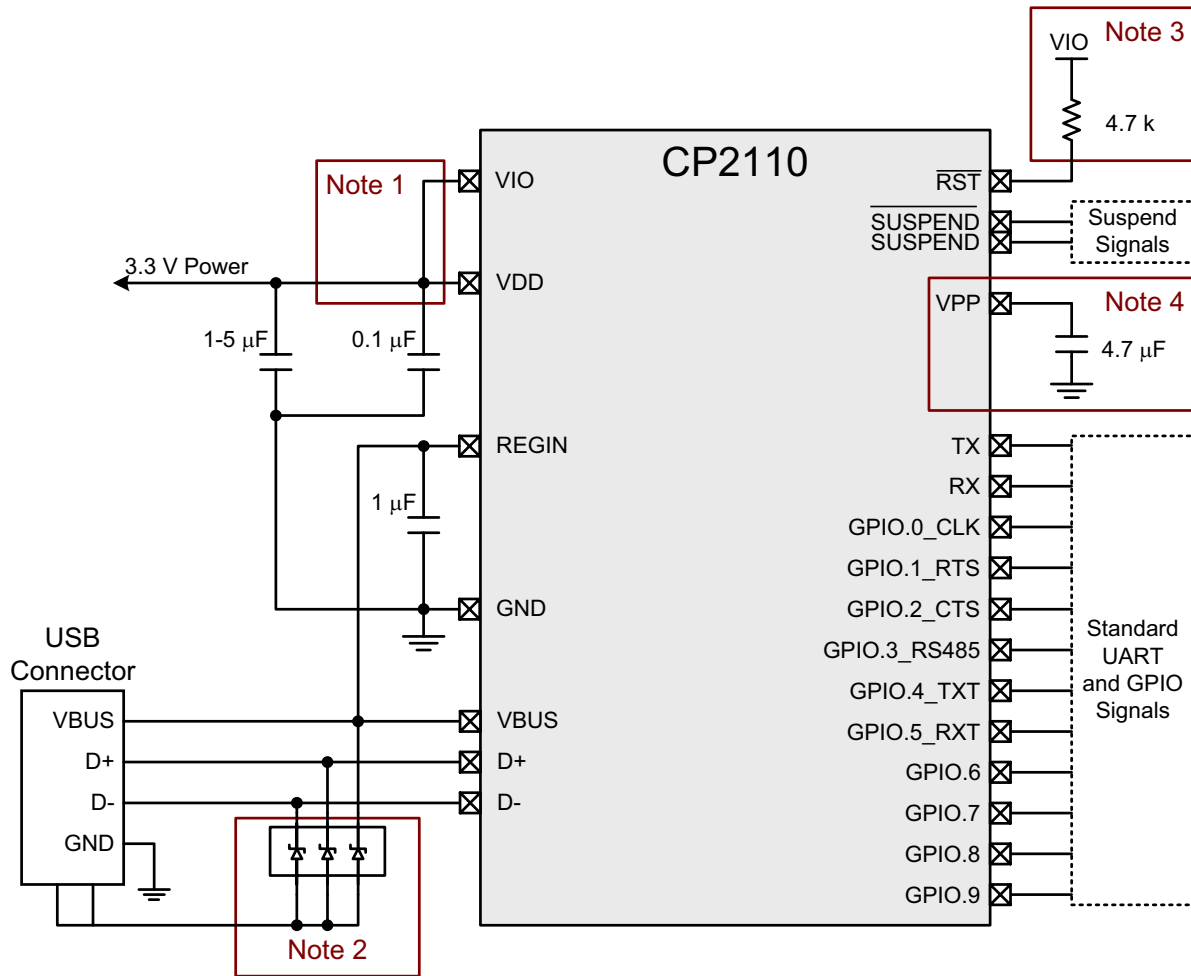 Note 3
VIO
4.7 k
CP2110
Note 1
VIO
RST
SUSPEND
SUSPEND
Suspend
Signals
3.3 V Power
VDD
VPP
Note 4
1-5 μF
0.1 μF
4.7 μF
REGIN
TX
RX
1 μF
GPIO.0_CLK
GPIO.1_RTS
GND
GPIO.2_CTS
GPIO.3_RS485
GPIO.4_TXT
GPIO.5_RXT
GPIO.6
GPIO.7
GPIO.8
GPIO.9
Standard
UART
and GPIO
Signals
USB
Connector
VBUS
D+
D-
GND
VBUS
D+
D-
Note 2